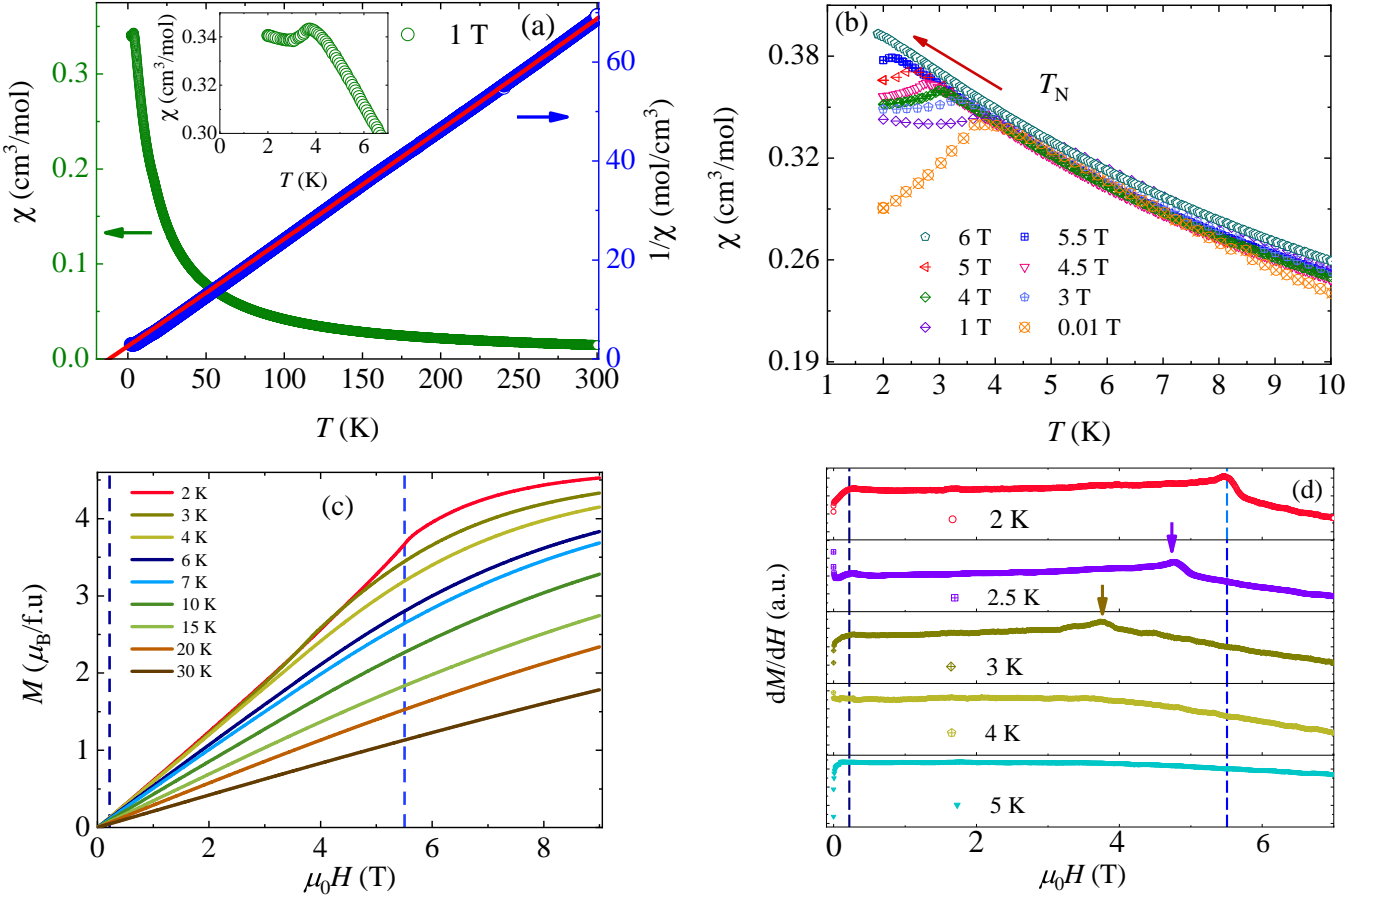 (a)
1 T
χ (cm³/mol)
0.34
0.32
0.30
0 2 4 6
T (K)
χ (cm³/mol)
0.3
0.2
0.1
0.0
60
40
20
0
1/χ (mol/cm³)
0 50 100 150 200 250 300
T (K)
(b)
T_N
χ (cm³/mol)
0.38
0.32
0.26
0.19
6 T 5.5 T
5 T 4.5 T
4 T 3 T
1 T 0.01 T
1 2 3 4 5 6 7 8 9 10
T (K)
(c)
2 K
3 K
4 K
6 K
7 K
10 K
15 K
20 K
30 K
M (μ_B/f.u
4
3
2
1
0
0 2 4 6 8
μ₀H (T)
(d)
2 K
2.5 K
3 K
4 K
5 K
dM/dH (a.u.)
0 2 4 6
μ₀H (T)